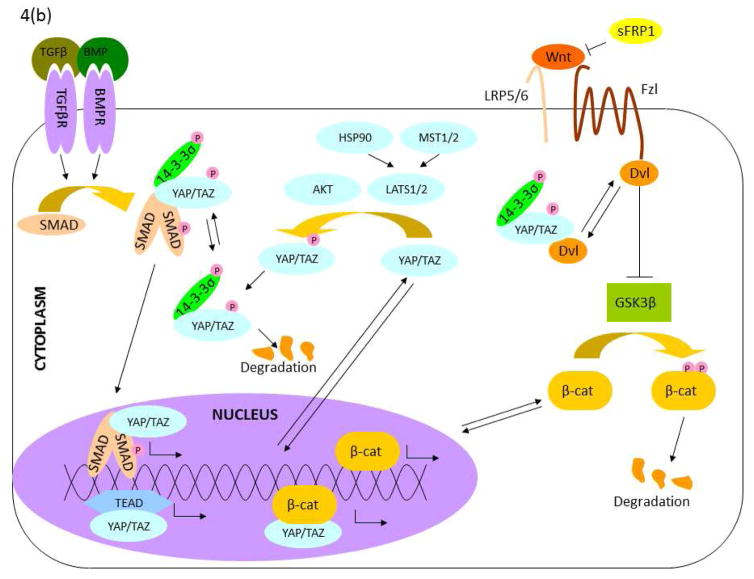 4(b)
TGFβ
BMP
TGFβR
BMPR
sFRP1
Wnt
LRP5/6
Fzl
HSP90
MST1/2
AKT
LATS1/2
P
14-3-3σ
YAP/TAZ
P
SMAD
SMAD
P
SMAD
P
YAP/TAZ
YAP/TAZ
P
14-3-3σ
P
YAP/TAZ
Degradation
P
14-3-3σ
P
YAP/TAZ
Dvl
Dvl
GSK3β
β-cat
P
P
β-cat
Degradation
CYTOPLASM
NUCLEUS
YAP/TAZ
SMAD
SMAD
P
TEAD
YAP/TAZ
β-cat
β-cat
YAP/TAZ